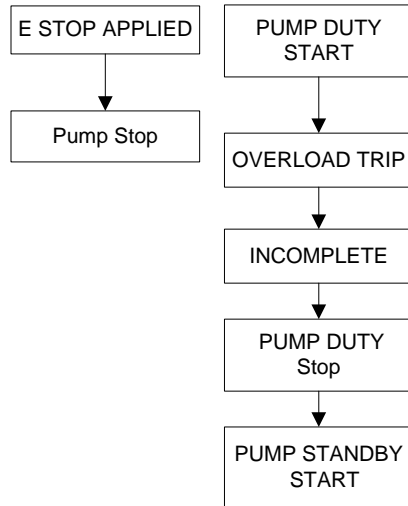 E STOP APPLIED
Pump Stop
PUMP DUTY
START
OVERLOAD TRIP
INCOMPLETE
PUMP DUTY
Stop
PUMP STANDBY
START